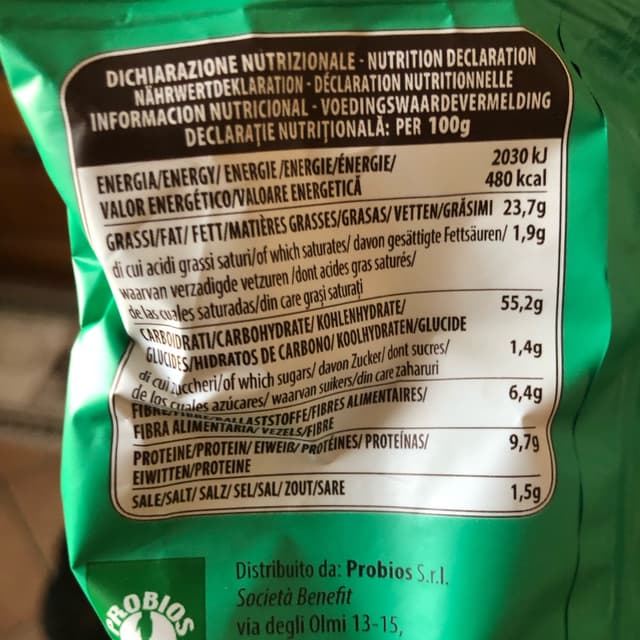 DICHIARAZIONE NUTRIZIONALE - NUTRITION DECLARATION
NÄHRWERTDEKLARATION - DÉCLARATION NUTRITIONNELLE
INFORMACION NUTRICIONAL - VOEDINGSWAARDEVERMELDING
DECLARAȚIE NUTRIȚIONALĂ: PER 100g
ENERGIA/ENERGY/ ENERGIE/ENERGIE/ÉNERGIE/ 2030 kJ
VALOR ENERGÉTICO/VALOARE ENERGETICĂ 480 kcal
GRASSI/FAT/ FETT/MATIÈRES GRASSES/GRASAS/ VETTEN/GRĂSIMI 23,7g
di cui acidi grassi saturi/of which saturates/ davon gesättigte Fettsäuren/ 1,9g
waarvan verzadigde vetzuren /dont acides gras saturés/
de las cuales saturadas/din care grași saturați
CARBOIDRATI/CARBOHYDRATE/ KOHLENHYDRATE/ 55,2g
GLUCIDES/HIDRATOS DE CARBONO/ KOOLHYDRATEN/GLUCIDE
di cui zuccheri/of which sugars/ davon Zucker/ dont sucres/ 1,4g
de los cuales azúcares/ waarvan suikers/din care zaharuri
FIBRE/FIBRE/BALLASTSTOFFE/FIBRES ALIMENTAIRES/ 6,4g
FIBRA ALIMENTARIA/ VEZELS/FIBRE
PROTEINE/PROTEIN/ EIWEIß/ PROTÉINES/ PROTEÍNAS/ 9,7g
EIWITTEN/PROTEINE
SALE/SALT/ SALZ/ SEL/SAL/ ZOUT/SARE 1,5g
PROBIOS
Distribuito da: Probios S.r.l.
Società Benefit
via degli Olmi 13-15,